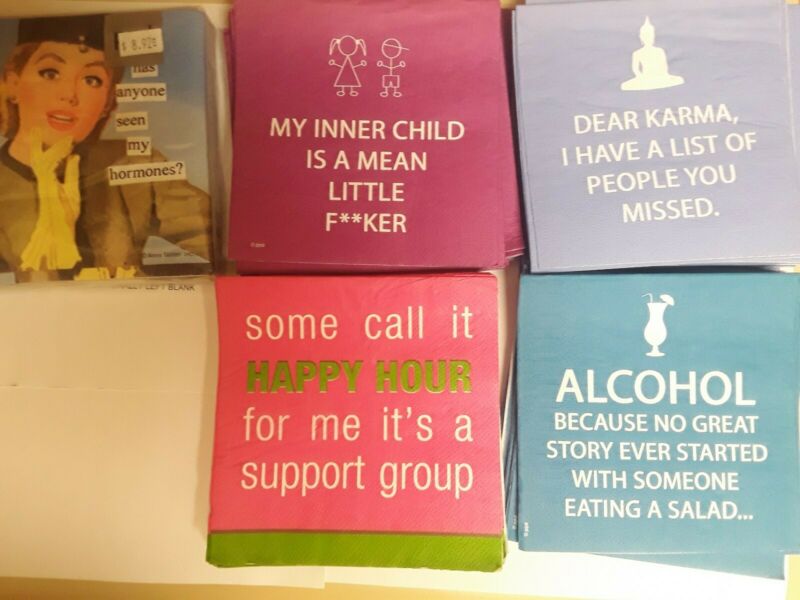 $8.92
has
anyone
seen
my
hormones?
MY INNER CHILD
IS A MEAN
LITTLE
F**KER
DEAR KARMA,
I HAVE A LIST OF
PEOPLE YOU
MISSED.
LEFT BLANK
some call it
HAPPY HOUR
for me it's a
support group
ALCOHOL
BECAUSE NO GREAT
STORY EVER STARTED
WITH SOMEONE
EATING A SALAD...